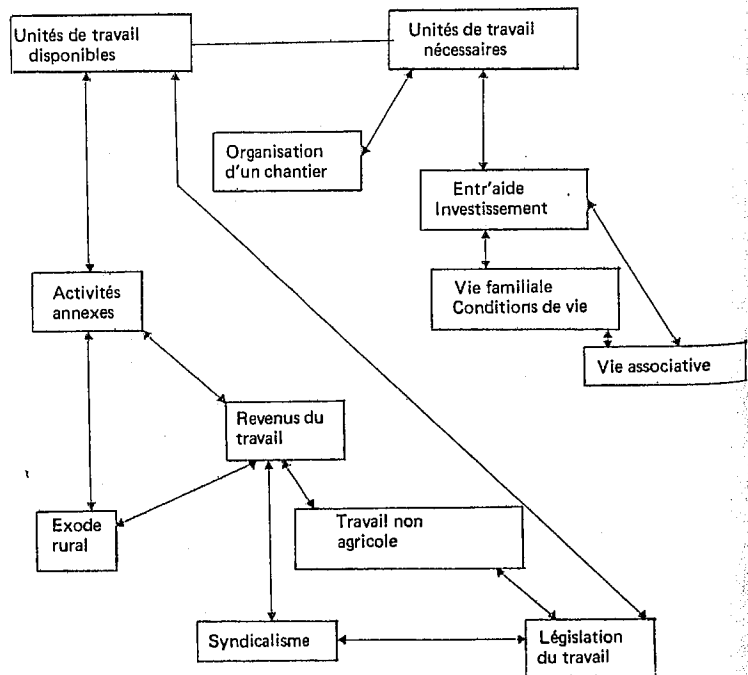 Unités de travail
disponibles
Unités de travail
nécessaires
Organisation
d'un chantier
Entr'aide
Investissement
Activités
annexes
Vie familiale
Conditions de vie
Vie associative
Revenus du
travail
Exode
rural
Travail non
agricole
Syndicalisme
Législation
du travail